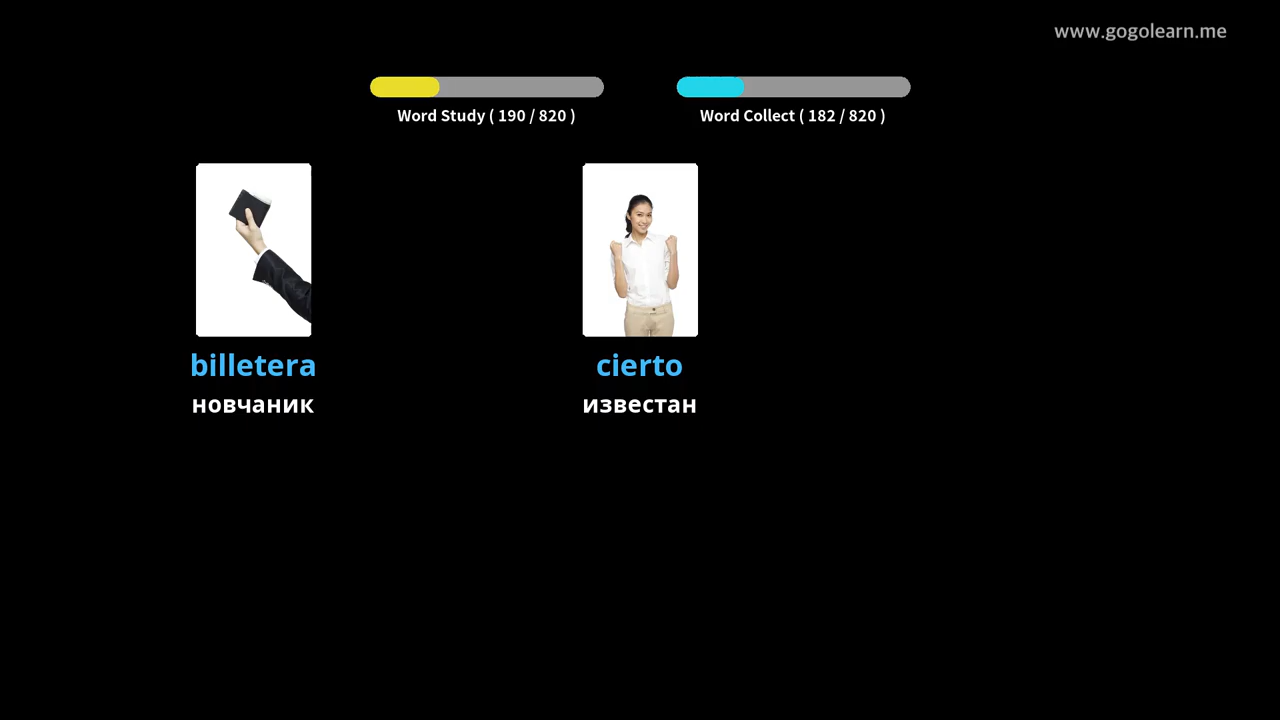 www.gogolearn.me
Word Study ( 190 / 820 )
Word Collect ( 182 / 820 )
billetera
новчаник
cierto
известан